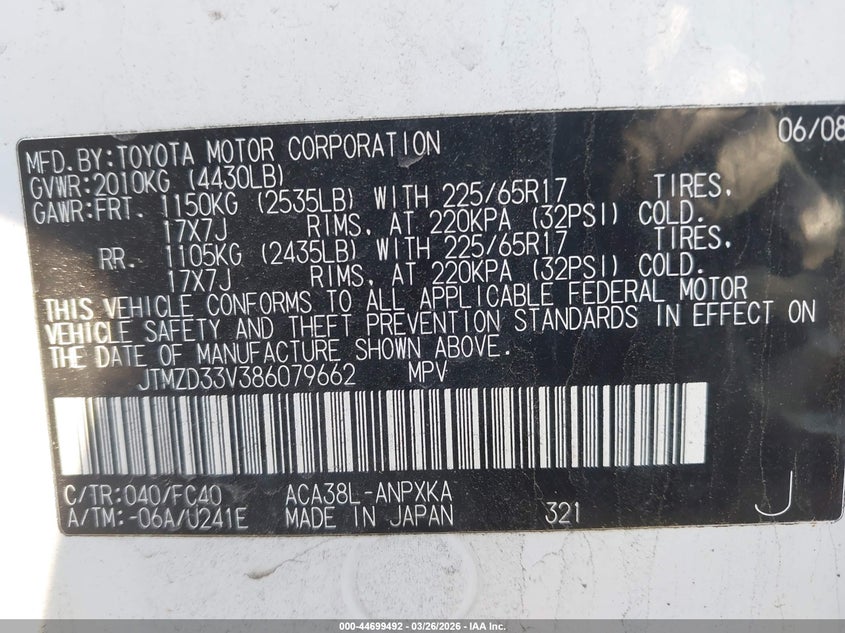 06/08
MFD.BY:TOYOTA MOTOR CORPORATION
GVWR:2010KG (4430LB)
GAWR:FRT. 1150KG (2535LB) WITH 225/65R17 TIRES,
17X7J RIMS, AT 220KPA (32PSI) COLD.
RR. 1105KG (2435LB) WITH 225/65R17 TIRES,
17X7J RIMS, AT 220KPA (32PSI) COLD.
THIS VEHICLE CONFORMS TO ALL APPLICABLE FEDERAL MOTOR
VEHICLE SAFETY AND THEFT PREVENTION STANDARDS IN EFFECT ON
THE DATE OF MANUFACTURE SHOWN ABOVE.
JTMZD33V386079662 MPV
C/TR:040/FC40 ACA38L-ANPXKA
A/TM:-06A/U241E MADE IN JAPAN 321 J
000-44699492 | 03/26/2026 - IAA Inc.